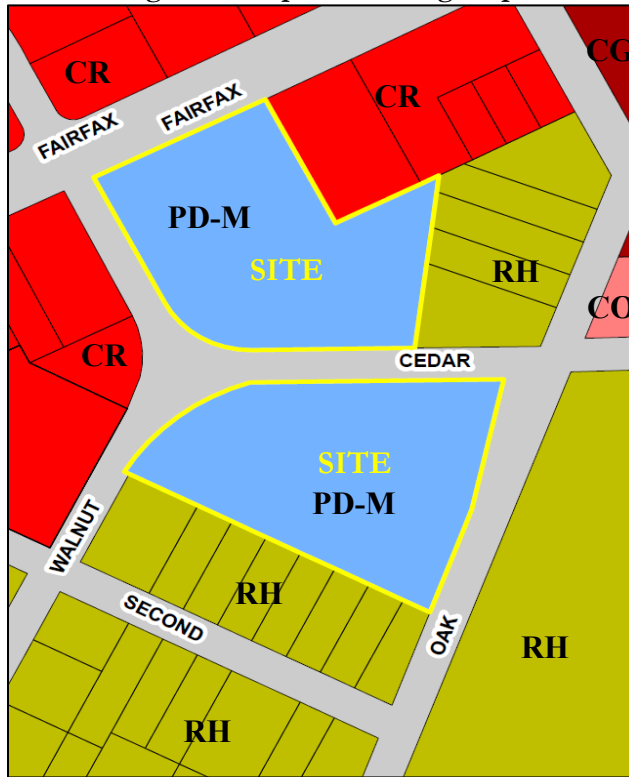 CR
CG
FAIRFAX
FAIRFAX
CR
PD-M
SITE
RH
CO
CR
CEDAR
SITE
PD-M
WALNUT
RH
SECOND
OAK
RH
RH